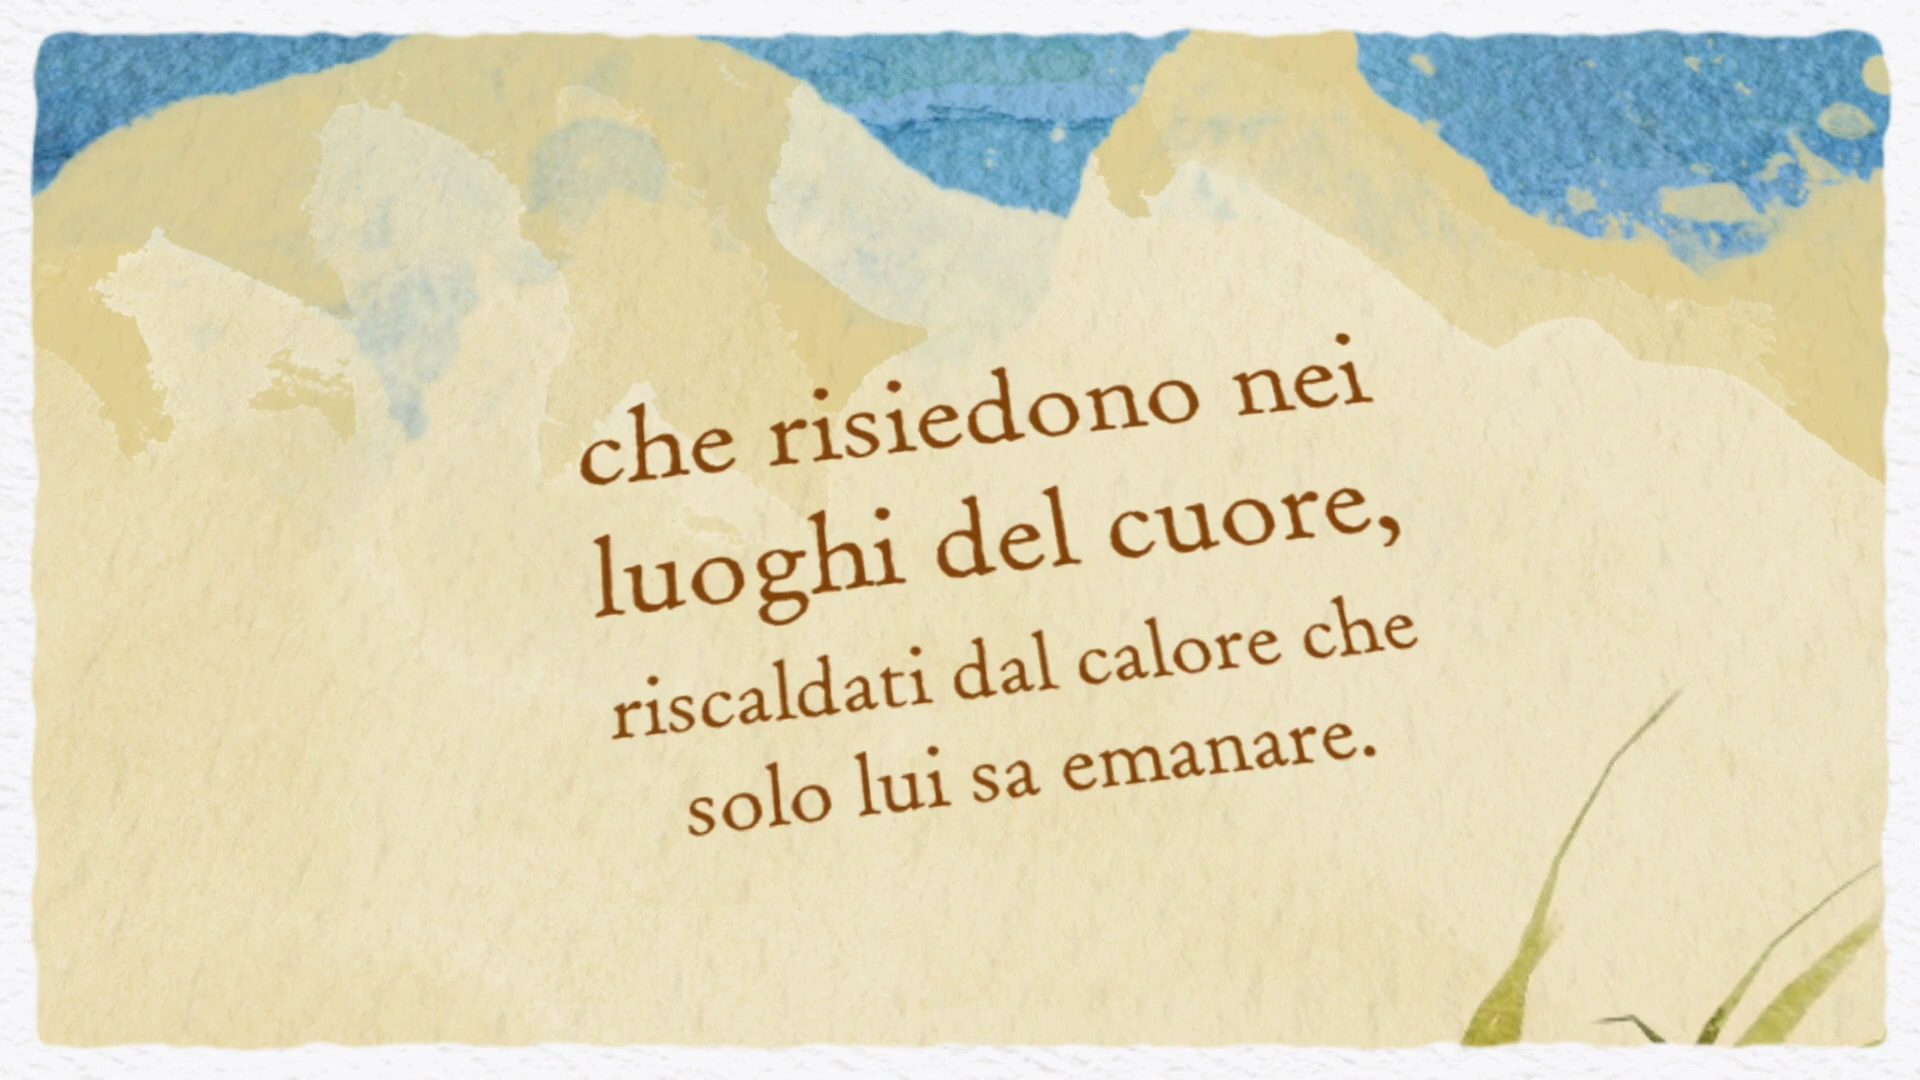 che risiedono nei
luoghi del cuore,
riscaldati dal calore che
solo lui sa emanare.